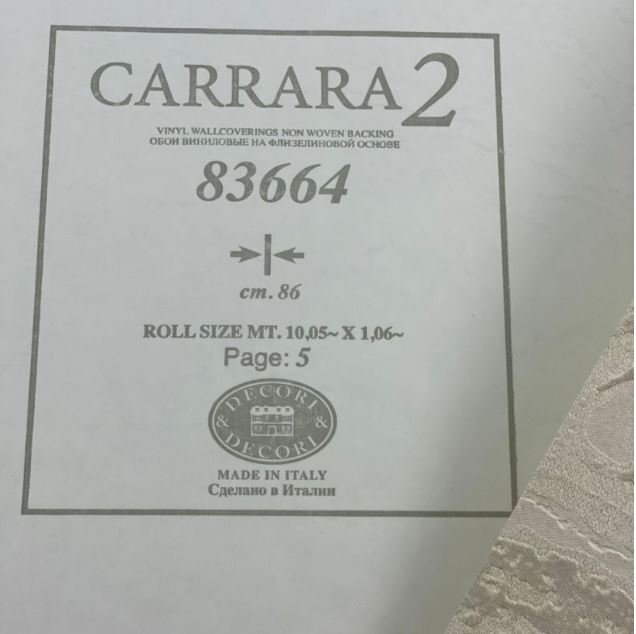 CARRARA 2
VINYL WALLCOVERINGS NON WOVEN BACKING
ОБОИ ВИНИЛОВЫЕ НА ФЛИЗЕЛИНОВОЙ ОСНОВЕ
83664
cm. 86
ROLL SIZE MT. 10,05~ X 1,06~
Page: 5
DECORI
& &
DECORI
MADE IN ITALY
Сделано в Италии